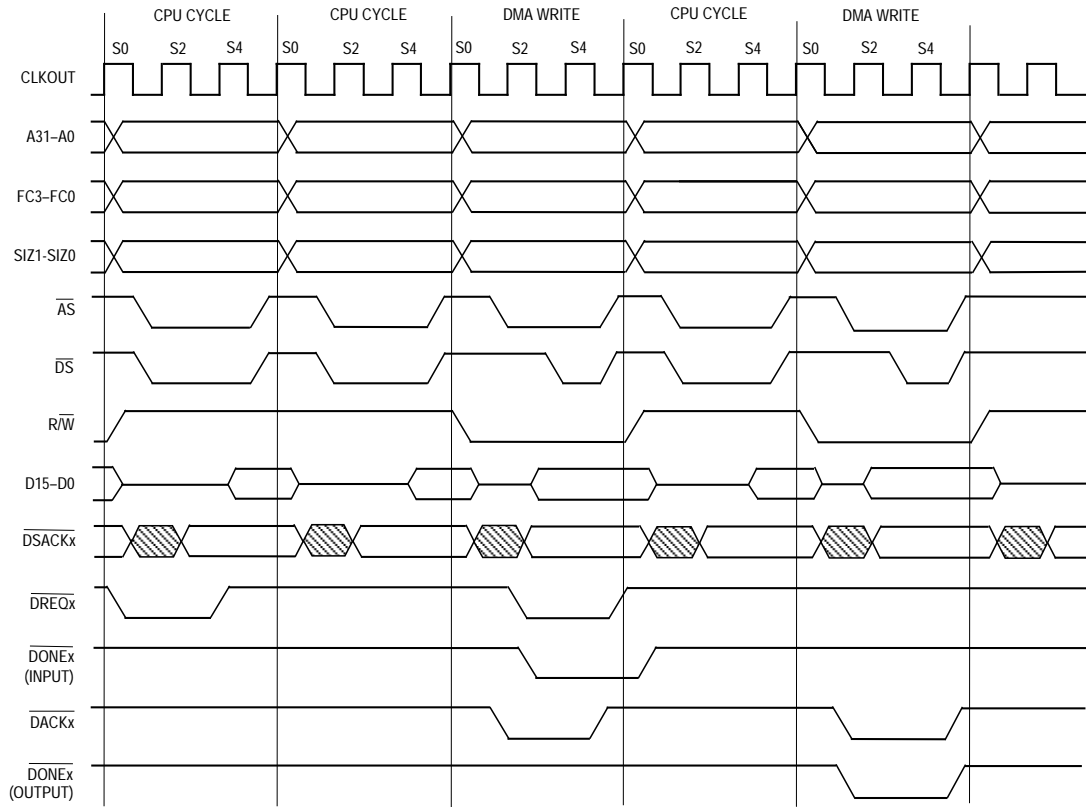 CPU CYCLE CPU CYCLE DMA WRITE CPU CYCLE DMA WRITE
S0 S2 S4 S0 S2 S4 S0 S2 S4 S0 S2 S4 S0 S2 S4
CLKOUT
A31–A0
FC3–FC0
SIZ1-SIZ0
AS
DS
R/W
D15–D0
DSACKx
DREQx
DONEx
(INPUT)
DACKx
DONEx
(OUTPUT)